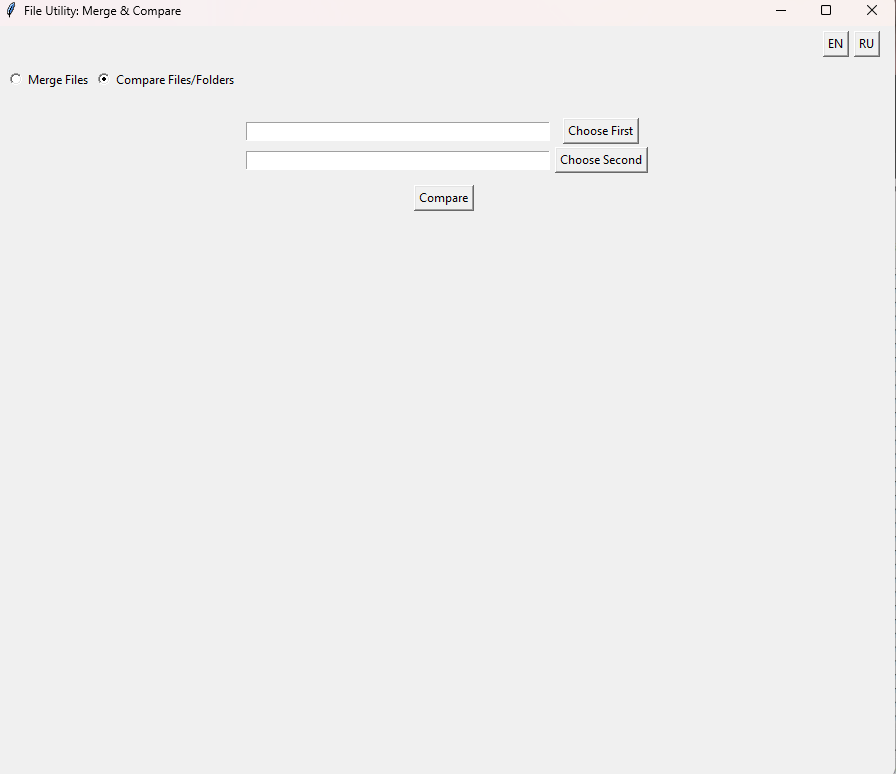 File Utility: Merge & Compare
EN RU
Merge Files Compare Files/Folders
Choose First
Choose Second
Compare